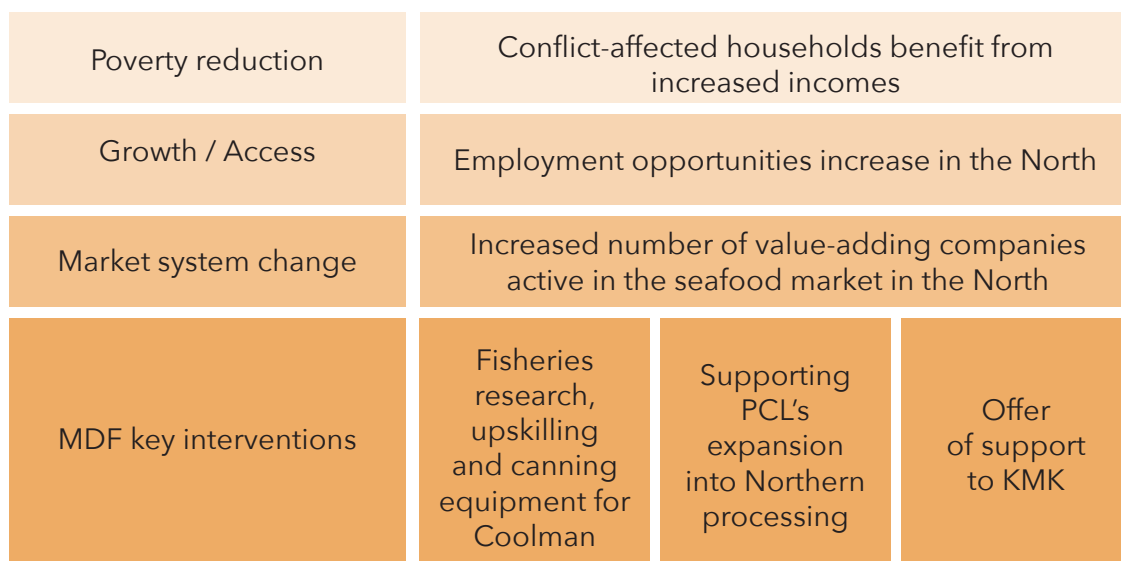 Poverty reduction
Conflict-affected households benefit from
increased incomes
Growth / Access
Employment opportunities increase in the North
Market system change
Increased number of value-adding companies
active in the seafood market in the North
MDF key interventions
Fisheries
research,
upskilling
and canning
equipment for
Coolman
Supporting
PCL’s
expansion
into Northern
processing
Offer
of support
to KMK